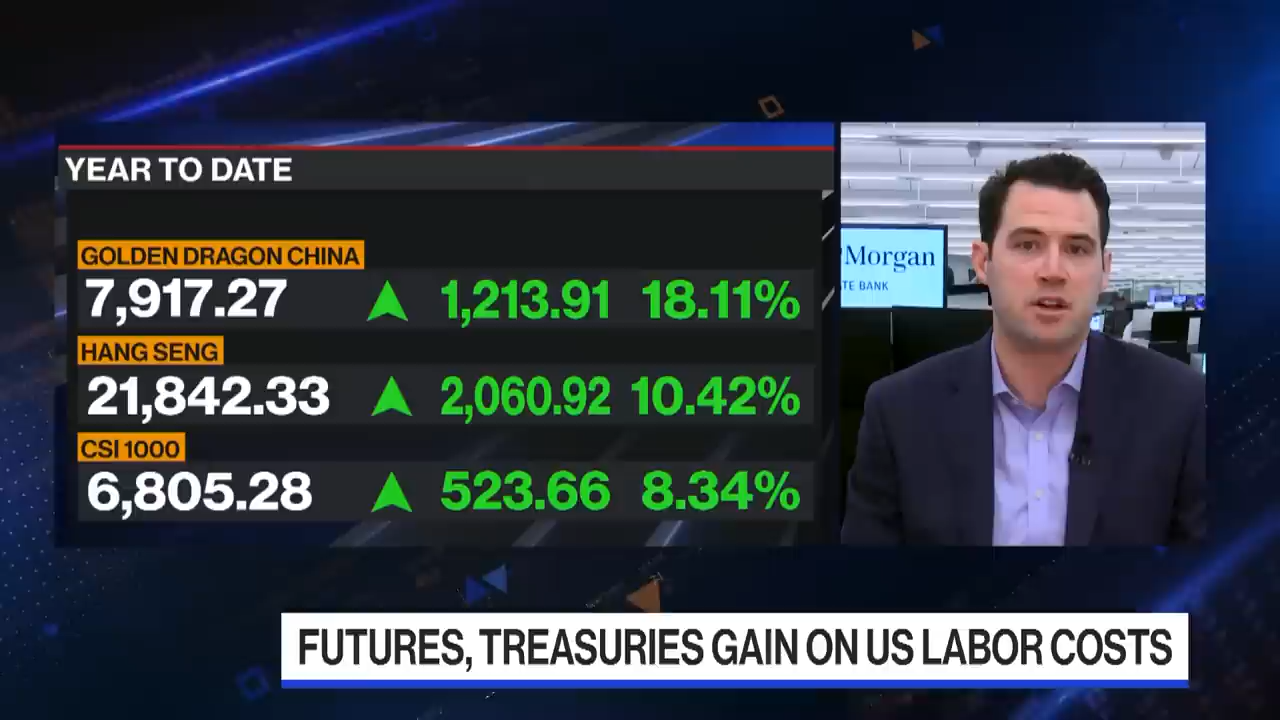 YEAR TO DATE
GOLDEN DRAGON CHINA
7,917.27 ▲ 1,213.91 18.11%
HANG SENG
21,842.33 ▲ 2,060.92 10.42%
CSI 1000
6,805.28 ▲ 523.66 8.34%
Morgan
BANK
FUTURES, TREASURIES GAIN ON US LABOR COSTS